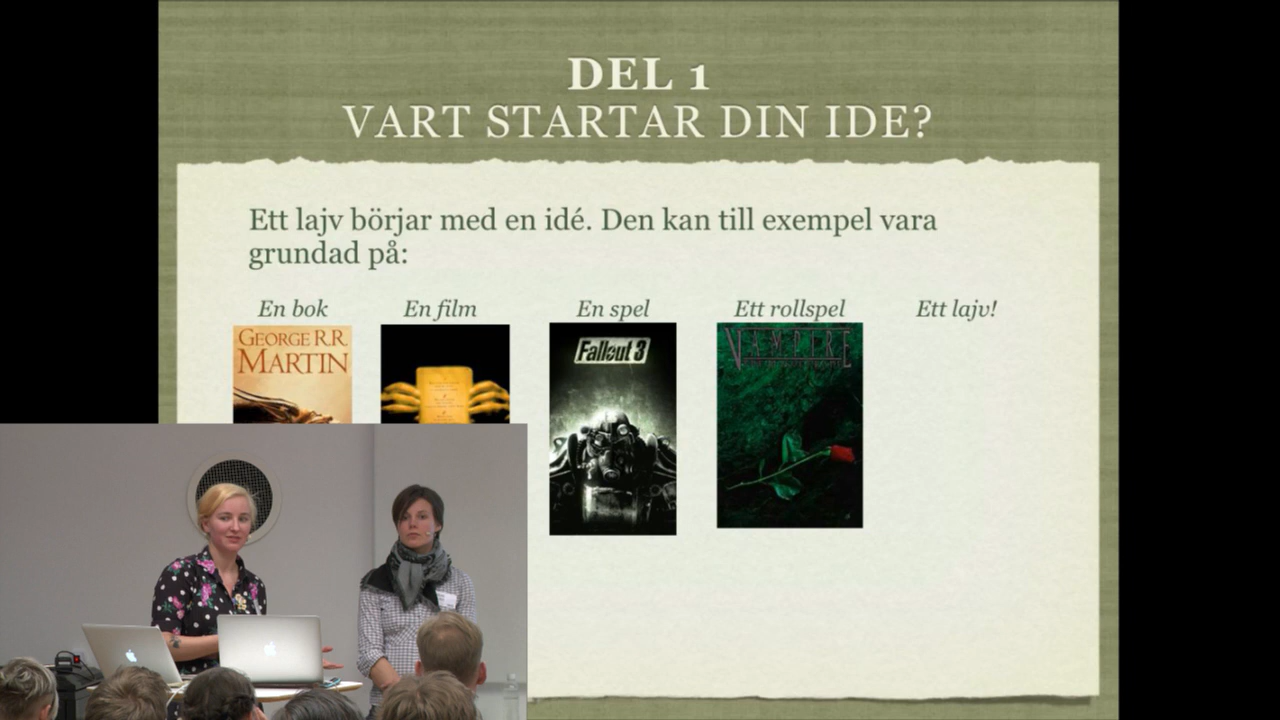 DEL 1
VART STARTAR DIN IDE?
Ett lajv börjar med en idé. Den kan till exempel vara
grundad på:
En bok
En film
En spel
Ett rollspel
Ett lajv!
GEORGE R.R.
MARTIN
Fallout 3
VAMPIRE